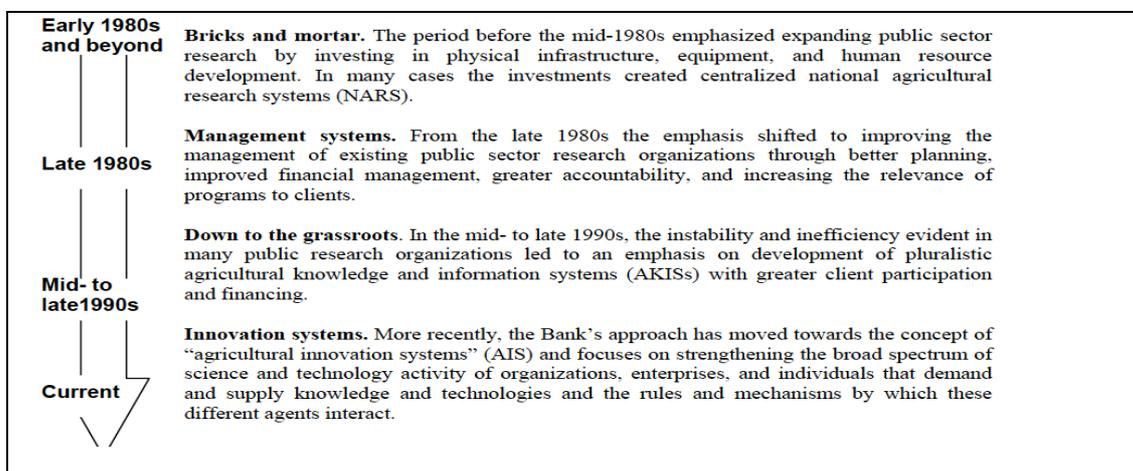 Early 1980s
and beyond
Bricks and mortar. The period before the mid-1980s emphasized expanding public sector
research by investing in physical infrastructure, equipment, and human resource
development. In many cases the investments created centralized national agricultural
research systems (NARS).
Late 1980s
Management systems. From the late 1980s the emphasis shifted to improving the
management of existing public sector research organizations through better planning,
improved financial management, greater accountability, and increasing the relevance of
programs to clients.
Mid- to
late1990s
Down to the grassroots. In the mid- to late 1990s, the instability and inefficiency evident in
many public research organizations led to an emphasis on development of pluralistic
agricultural knowledge and information systems (AKISs) with greater client participation
and financing.
Current
Innovation systems. More recently, the Bank’s approach has moved towards the concept of
“agricultural innovation systems” (AIS) and focuses on strengthening the broad spectrum of
science and technology activity of organizations, enterprises, and individuals that demand
and supply knowledge and technologies and the rules and mechanisms by which these
different agents interact.